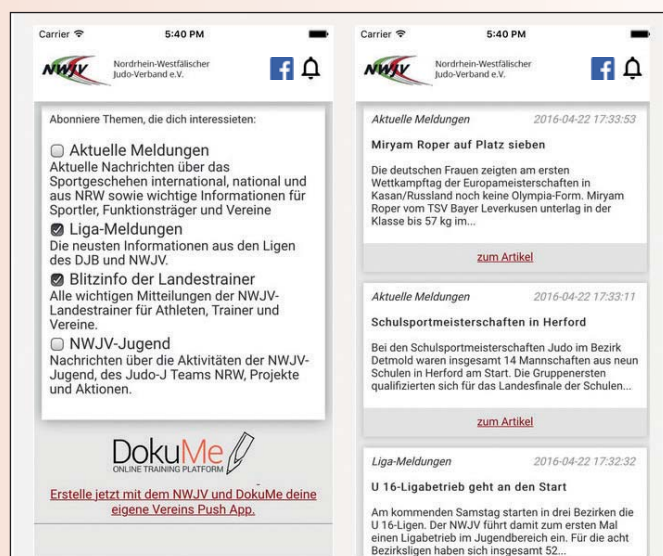 Carrier 5:40 PM
NWJV Nordrhein-Westfälischer
Judo-Verband e.V.
Abonniere Themen, die dich interessieten:
Aktuelle Meldungen
Aktuelle Nachrichten über das
Sportgeschehen international, national und
aus NRW sowie wichtige Informationen für
Sportler, Funktionsträger und Vereine
Liga-Meldungen
Die neusten Informationen aus den Ligen
des DJB und NWJV.
Blitzinfo der Landestrainer
Alle wichtigen Mitteilungen der NWJV-
Landestrainer für Athleten, Trainer und
Vereine.
NWJV-Jugend
Nachrichten über die Aktivitäten der NWJV-
Jugend, des Judo-J Teams NRW, Projekte
und Aktionen.
DokuMe
ONLINE TRAINING PLATFORM
Erstelle jetzt mit dem NWJV und DokuMe deine
eigene Vereins Push App.
Carrier 5:40 PM
NWJV Nordrhein-Westfälischer
Judo-Verband e.V.
Aktuelle Meldungen 2016-04-22 17:33:53
Miryam Roper auf Platz sieben
Die deutschen Frauen zeigten am ersten
Wettkampftag der Europameisterschaften in
Kasan/Russland noch keine Olympia-Form. Miryam
Roper vom TSV Bayer Leverkusen unterlag in der
Klasse bis 57 kg im...
zum Artikel
Aktuelle Meldungen 2016-04-22 17:33:11
Schulsportmeisterschaften in Herford
Bei den Schulsportmeisterschaften Judo im Bezirk
Detmold waren insgesamt 14 Mannschaften aus neun
Schulen in Herford am Start. Die Gruppenersten
qualifizierten sich für das Landesfinale der Schulen...
zum Artikel
Liga-Meldungen 2016-04-22 17:32:32
U 16-Ligabetrieb geht an den Start
Am kommenden Samstag starten in drei Bezirken die
U 16-Ligen. Der NWJV führt damit zum ersten Mal
einen Ligabetrieb im Jugendbereich ein. Für die acht
Bezirksligen haben sich insgesamt 52...